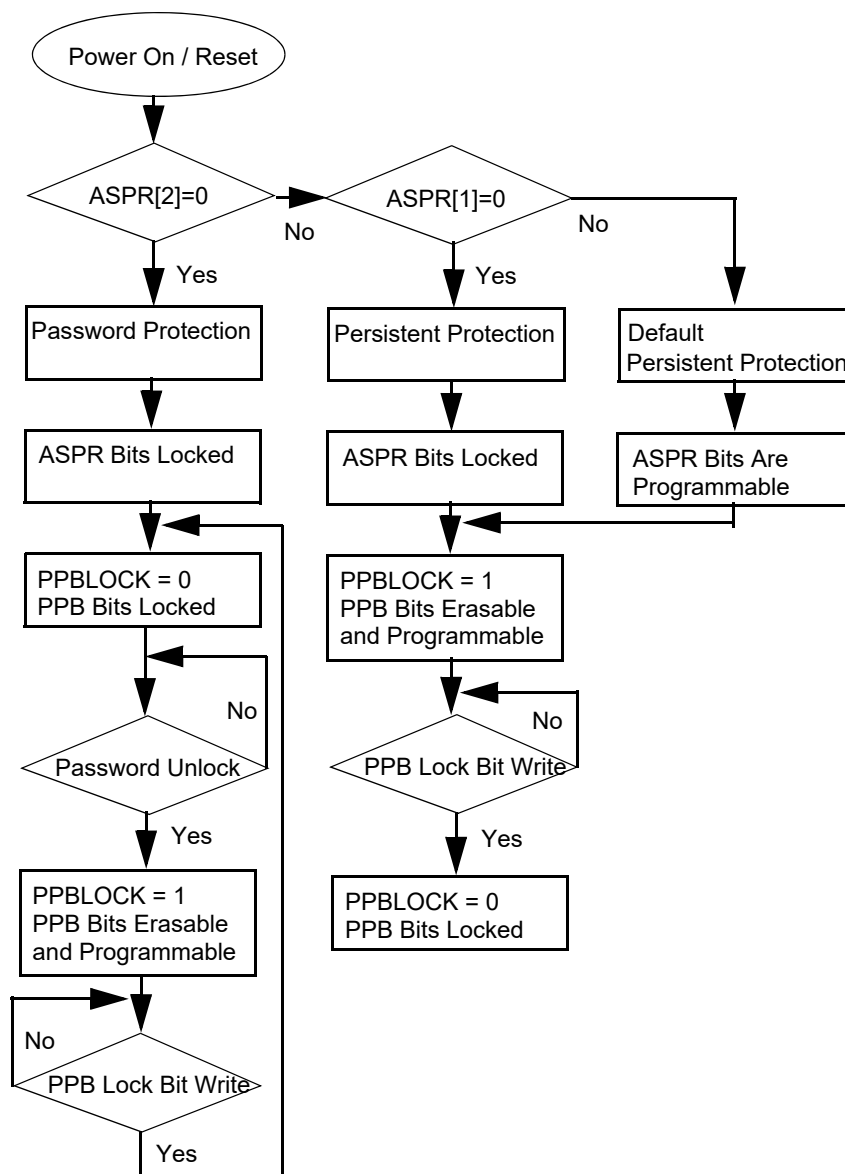 Power On / Reset
ASPR[2]=0
ASPR[1]=0
No
No
Yes
Yes
Password Protection
Persistent Protection
Default
Persistent Protection
ASPR Bits Locked
ASPR Bits Locked
ASPR Bits Are
Programmable
PPBLOCK = 0
PPB Bits Locked
PPBLOCK = 1
PPB Bits Erasable
and Programmable
No
No
Password Unlock
PPB Lock Bit Write
Yes
Yes
PPBLOCK = 1
PPB Bits Erasable
and Programmable
PPBLOCK = 0
PPB Bits Locked
No
PPB Lock Bit Write
Yes